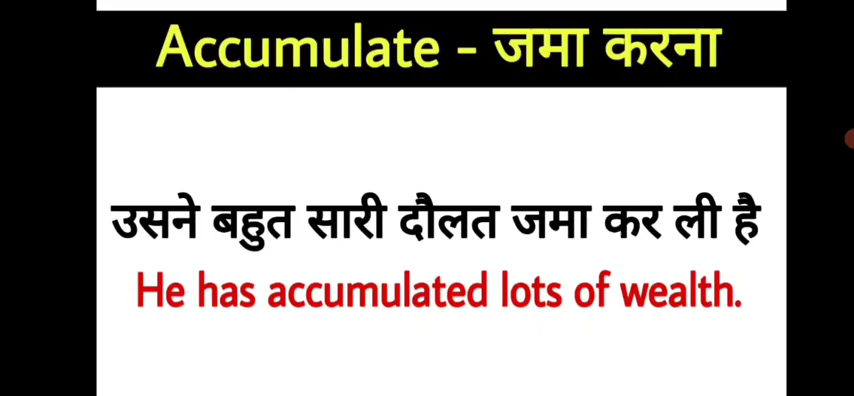 Accumulate - जमा करना
उसने बहुत सारी दौलत जमा कर ली है
He has accumulated lots of wealth.